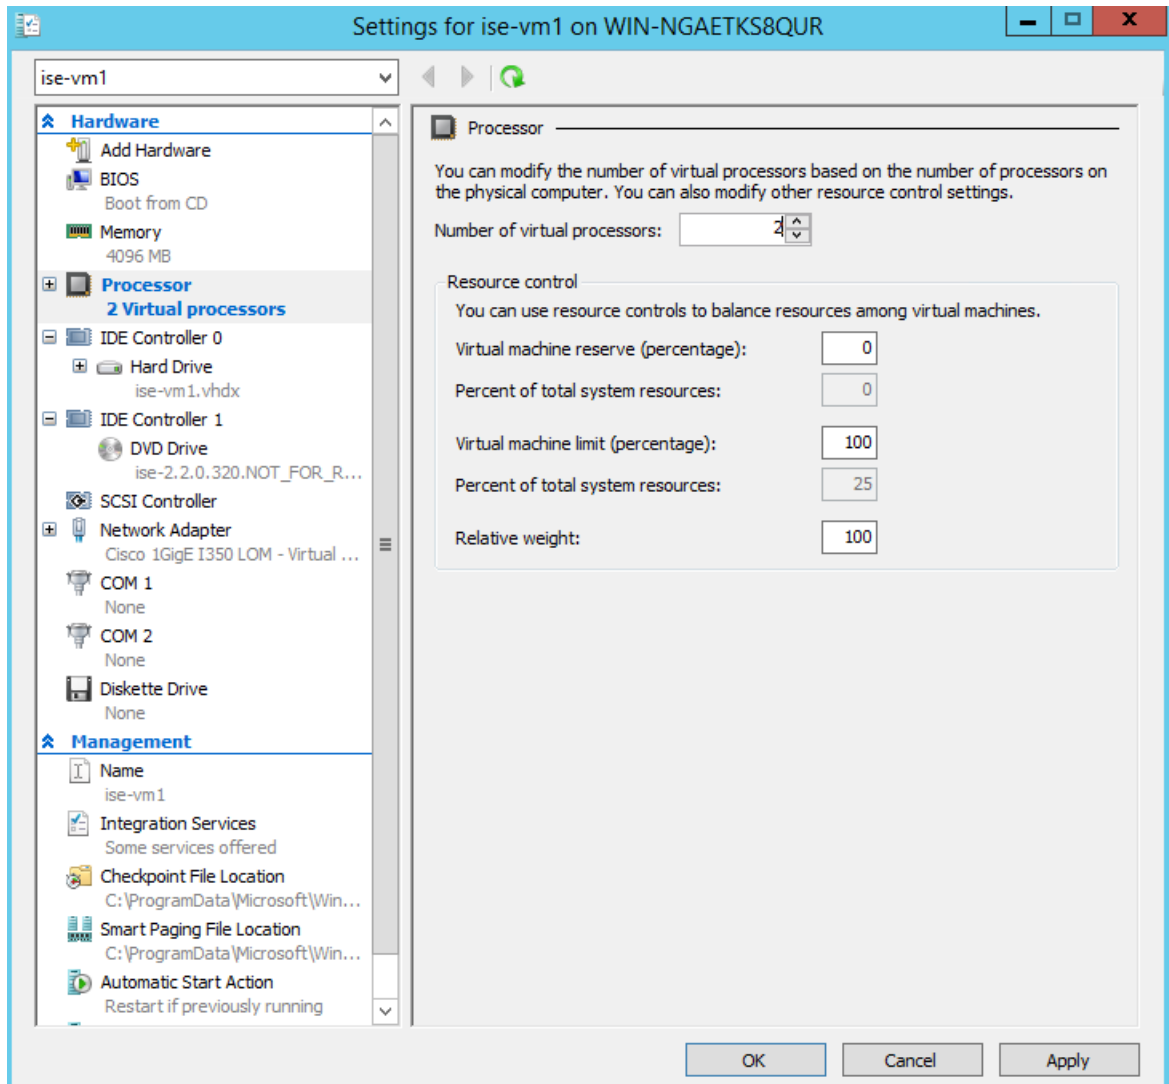 Settings for ise-vm1 on WIN-NGAETKS8QUR
ise-vm1
Hardware
Add Hardware
BIOS
Boot from CD
Memory
4096 MB
Processor
2 Virtual processors
IDE Controller 0
Hard Drive
ise-vm1.vhdx
IDE Controller 1
DVD Drive
ise-2.2.0.320.NOT_FOR_R...
SCSI Controller
Network Adapter
Cisco 1GigE I350 LOM - Virtual ...
COM 1
None
COM 2
None
Diskette Drive
None
Management
Name
ise-vm1
Integration Services
Some services offered
Checkpoint File Location
C:\ProgramData\Microsoft\Win...
Smart Paging File Location
C:\ProgramData\Microsoft\Win...
Automatic Start Action
Restart if previously running
Processor
You can modify the number of virtual processors based on the number of processors on
the physical computer. You can also modify other resource control settings.
Number of virtual processors: 2
Resource control
You can use resource controls to balance resources among virtual machines.
Virtual machine reserve (percentage): 0
Percent of total system resources: 0
Virtual machine limit (percentage): 100
Percent of total system resources: 25
Relative weight: 100
OK Cancel Apply